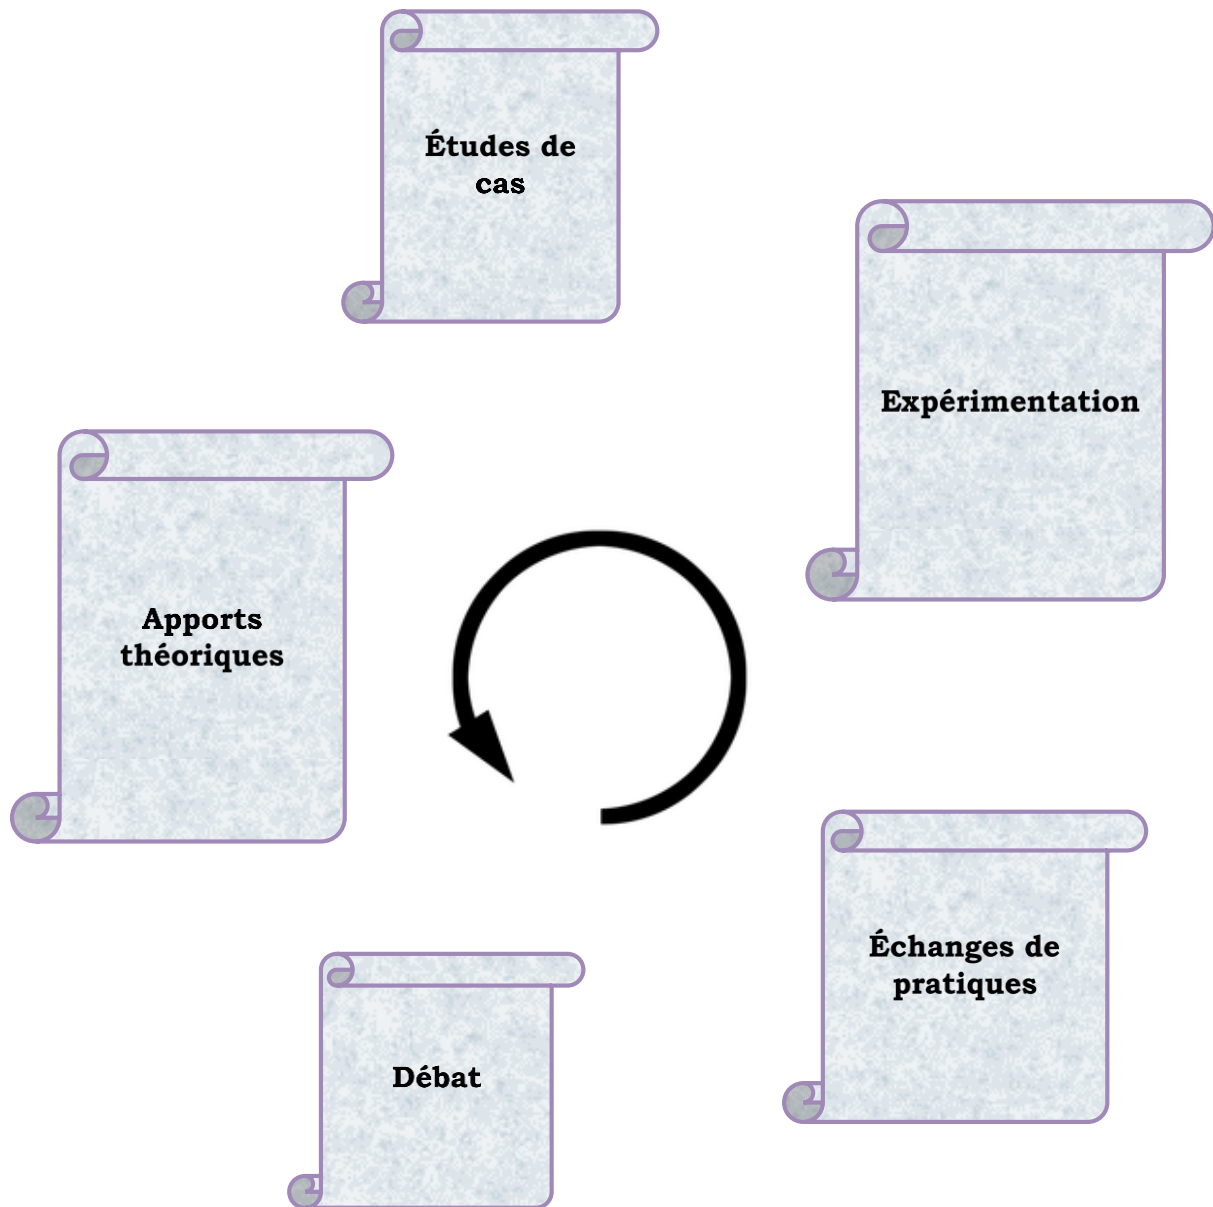 Études de
cas
Expérimentation
Apports
théoriques
Échanges de
pratiques
Débat